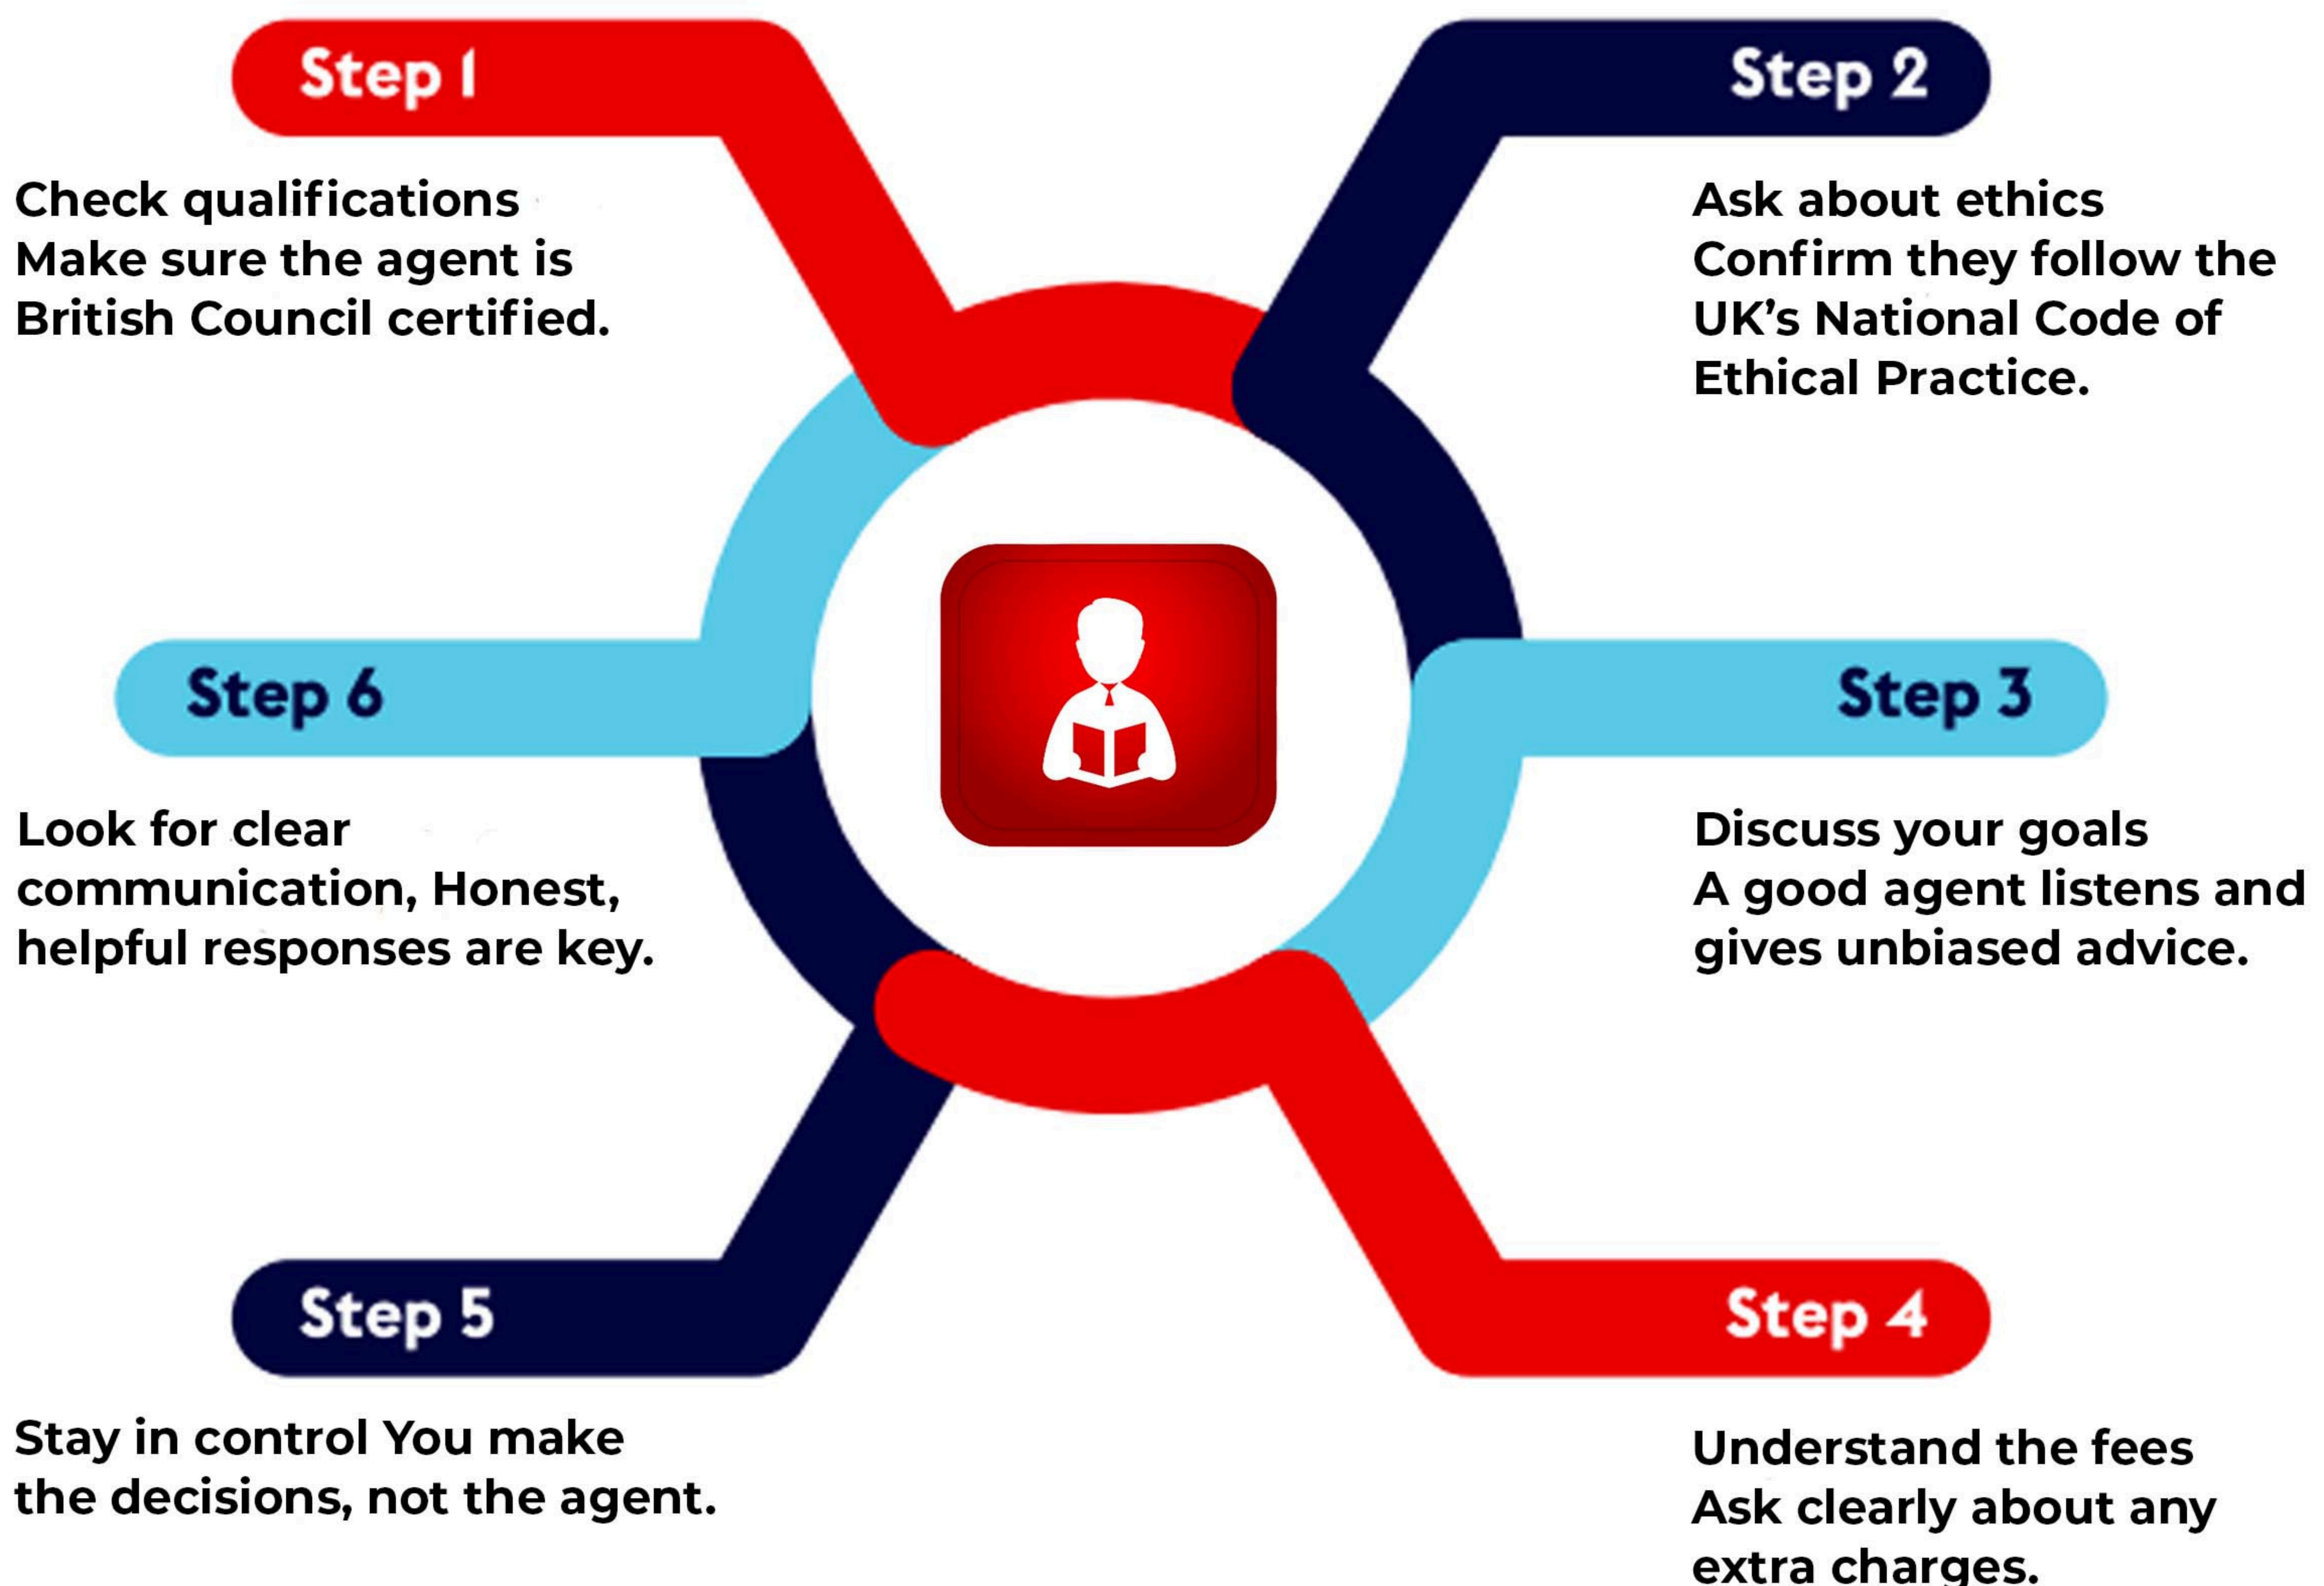 Step 1
Check qualifications
Make sure the agent is
British Council certified.
Step 2
Ask about ethics
Confirm they follow the
UK’s National Code of
Ethical Practice.
Step 3
Discuss your goals
A good agent listens and
gives unbiased advice.
Step 4
Understand the fees
Ask clearly about any
extra charges.
Step 5
Stay in control You make
the decisions, not the agent.
Step 6
Look for clear
communication, Honest,
helpful responses are key.